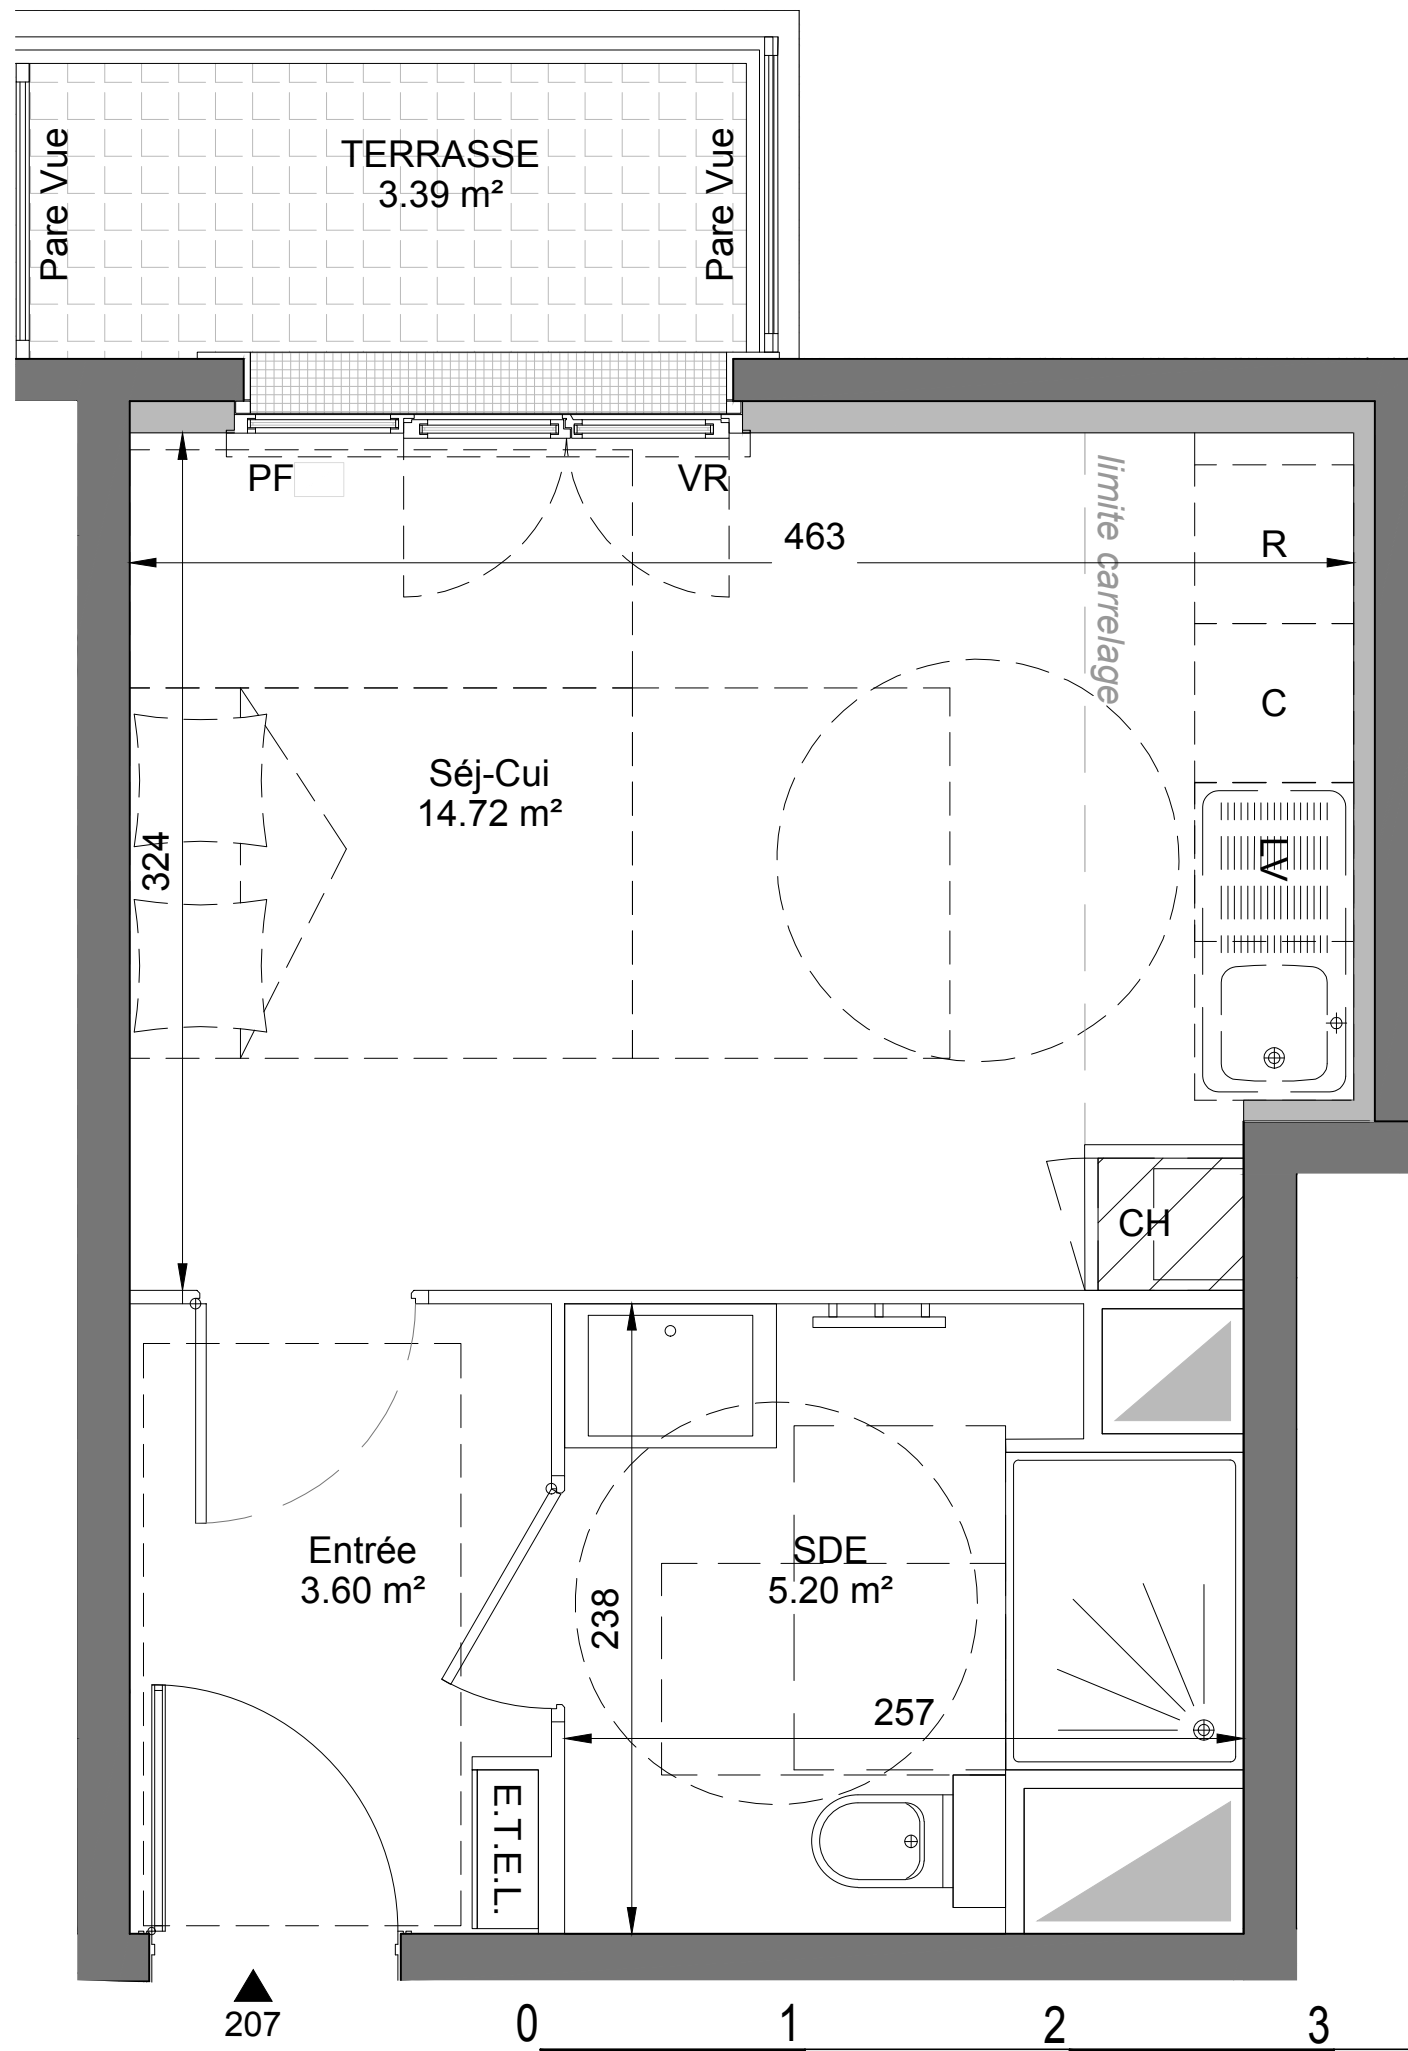 TERRASSE
3.39 m²
Pare Vue
Pare Vue
PF
VR
463
limite carrelage
R
C
LV
Séj-Cui
14.72 m²
324
CH
Entrée
3.60 m²
SDE
5.20 m²
238
257
E.T.E.L.
207
0 1 2 3